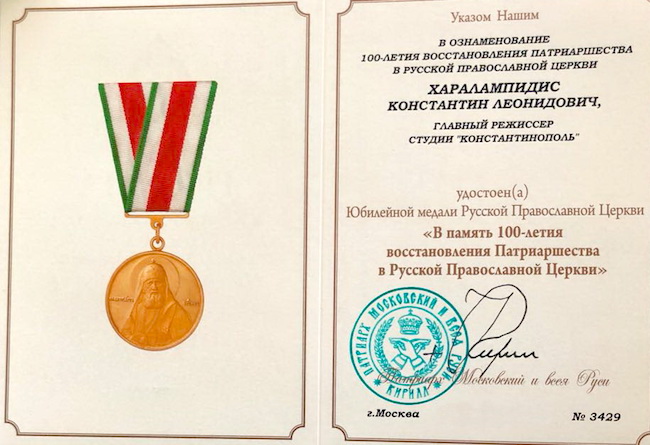 Указом Нашим
В ОЗНАМЕНОВАНИЕ
100-ЛЕТИЯ ВОССТАНОВЛЕНИЯ ПАТРИАРШЕСТВА
В РУССКОЙ ПРАВОСЛАВНОЙ ЦЕРКВИ
ХАРАЛАМПИДИС
КОНСТАНТИН ЛЕОНИДОВИЧ,
ГЛАВНЫЙ РЕЖИССЕР
СТУДИИ "КОНСТАНТИНОПОЛЬ"
удостоен(а)
Юбилейной медали Русской Православной Церкви
«В память 100-летия
восстановления Патриаршества
в Русской Православной Церкви»
ПАТРИАРХ МОСКОВСКИЙ И ВСЕЯ РУСИ
КИРИЛЛ
Патриарх Московский и всея Руси
г.Москва
№ 3429